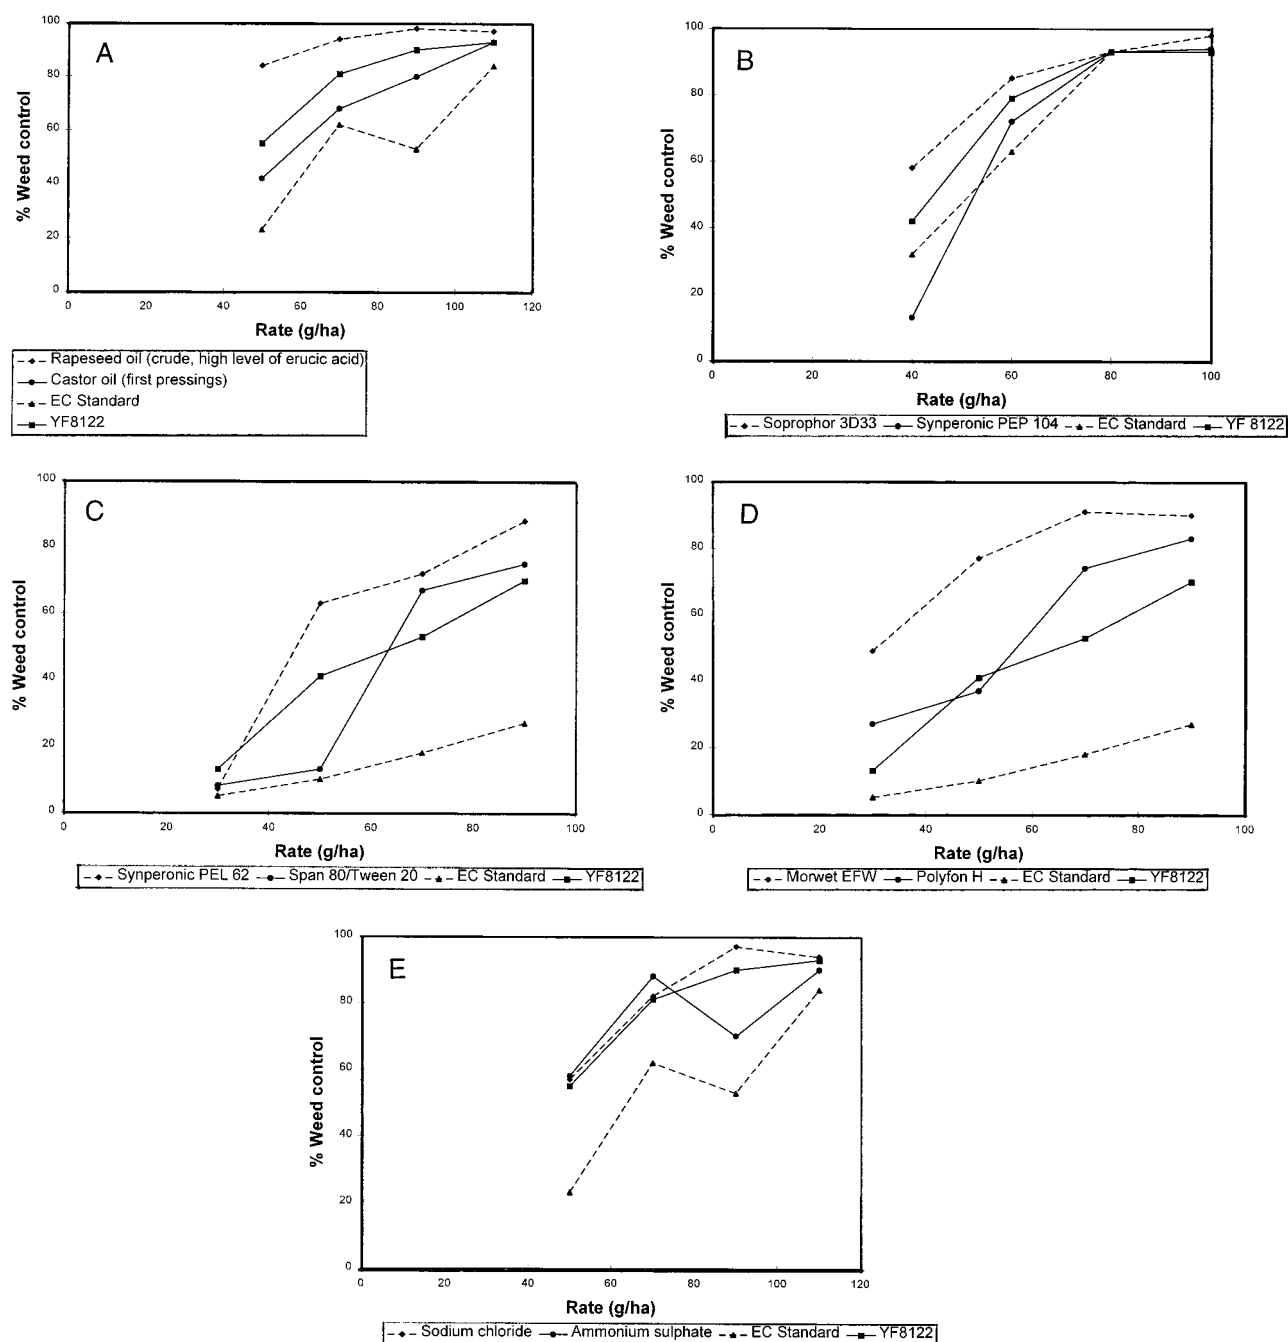 A
% Weed control
100
80
60
40
20
0
0 20 40 60 80 100 120
Rate (g/ha)
Rapeseed oil (crude, high level of erucic acid)
Castor oil (first pressings)
EC Standard
YF8122
B
% Weed control
100
80
60
40
20
0
0 20 40 60 80 100
Rate (g/ha)
Soprophor 3D33 Synperonic PEP 104 EC Standard YF 8122
C
% Weed control
100
80
60
40
20
0
0 20 40 60 80 100
Rate (g/ha)
Synperonic PEL 62 Span 80/Tween 20 EC Standard YF8122
D
% Weed control
100
80
60
40
20
0
0 20 40 60 80 100
Rate (g/ha)
Morwet EFW Polyfon H EC Standard YF8122
E
% Weed control
100
80
60
40
20
0
0 20 40 60 80 100 120
Rate (g/ha)
Sodium chloride Ammonium sulphate EC Standard YF8122